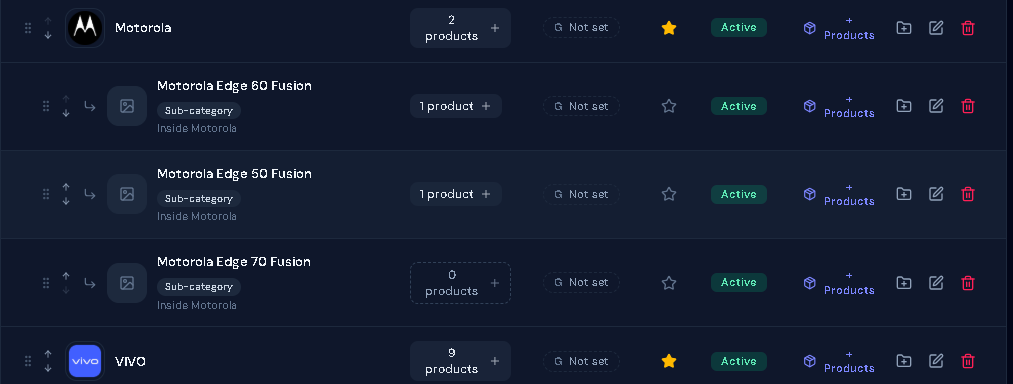 Motorola
2
products +
G Not set
Active
+
Products
Motorola Edge 60 Fusion
Sub-category
Inside Motorola
1 product +
G Not set
Active
+
Products
Motorola Edge 50 Fusion
Sub-category
Inside Motorola
1 product +
G Not set
Active
+
Products
Motorola Edge 70 Fusion
Sub-category
Inside Motorola
0
products +
G Not set
Active
+
Products
vivo
VIVO
9
products +
G Not set
Active
+
Products